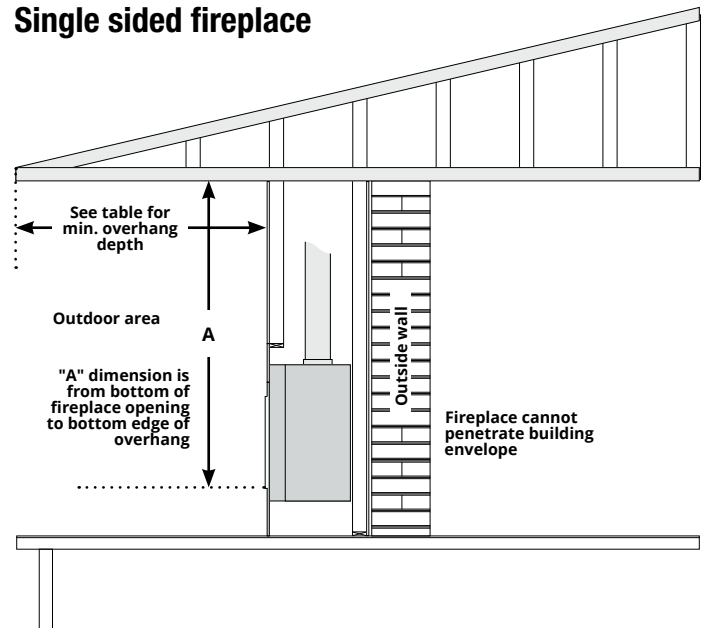 Single sided fireplace
See table for
min. overhang
depth
Outdoor area
A
"A" dimension is
from bottom of
fireplace opening
to bottom edge of
overhang
Outside wall
Fireplace cannot
penetrate building
envelope